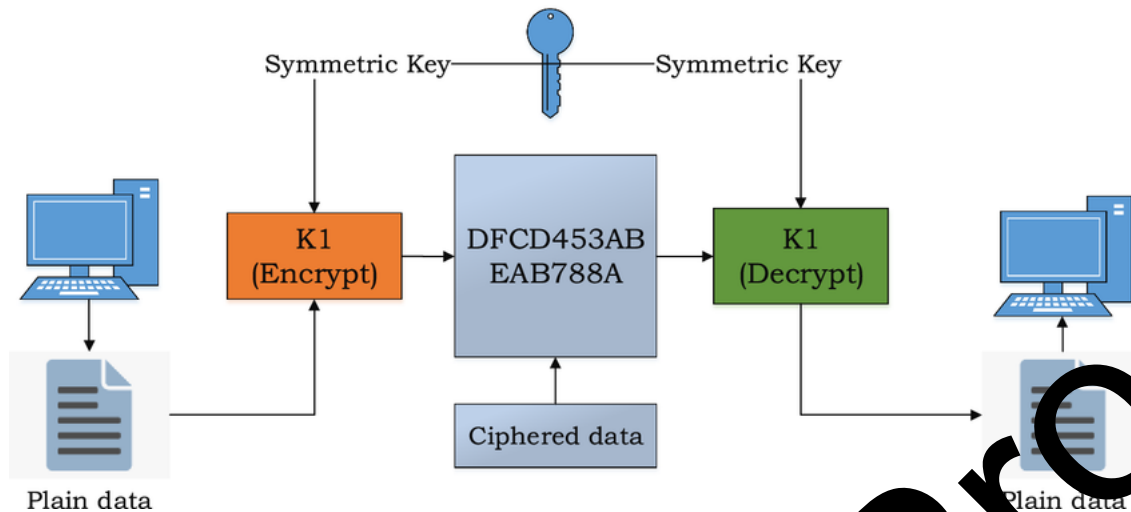 Symmetric Key
Symmetric Key
K1
(Encrypt)
DFCD453AB
EAB788A
K1
(Decrypt)
Ciphered data
Plain data
Plain data